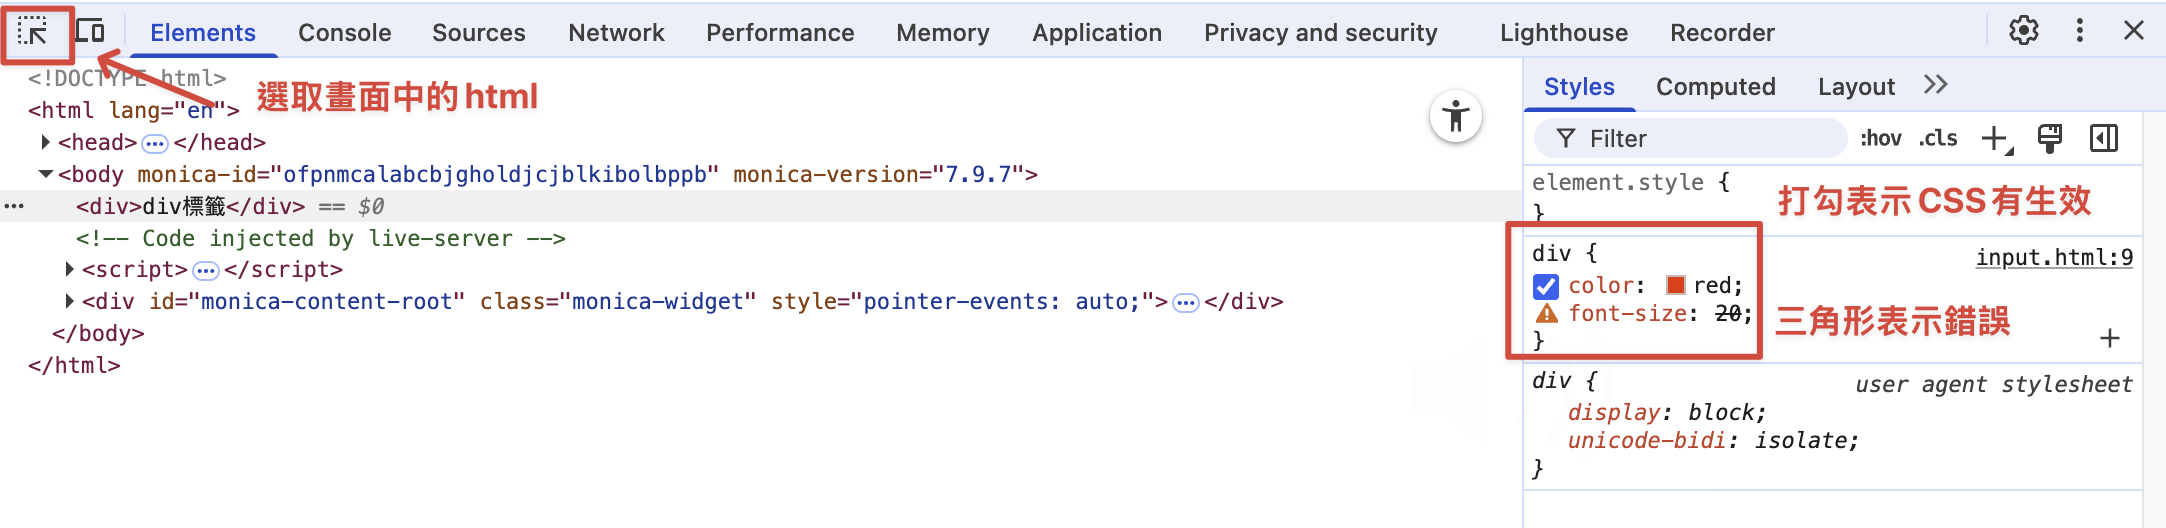 Elements Console Sources Network Performance Memory Application Privacy and security Lighthouse Recorder
<!DOCTYPE html>
<html lang="en">
選取畫面中的 html
<head> ••• </head>
<body monica-id="ofpnmcalabcbjgholdjcjblkibolbppb" monica-version="7.9.7">
••• <div>div標籤</div> == $0
<!-- Code injected by live-server -->
<script> ••• </script>
<div id="monica-content-root" class="monica-widget" style="pointer-events: auto;"> ••• </div>
</body>
</html>
Styles Computed Layout
Filter :hov .cls
element.style {
}
打勾表示 CSS 有生效
div {
input.html:9
color: red;
font-size: 20;
}
三角形表示錯誤
div {
user agent stylesheet
display: block;
unicode-bidi: isolate;
}